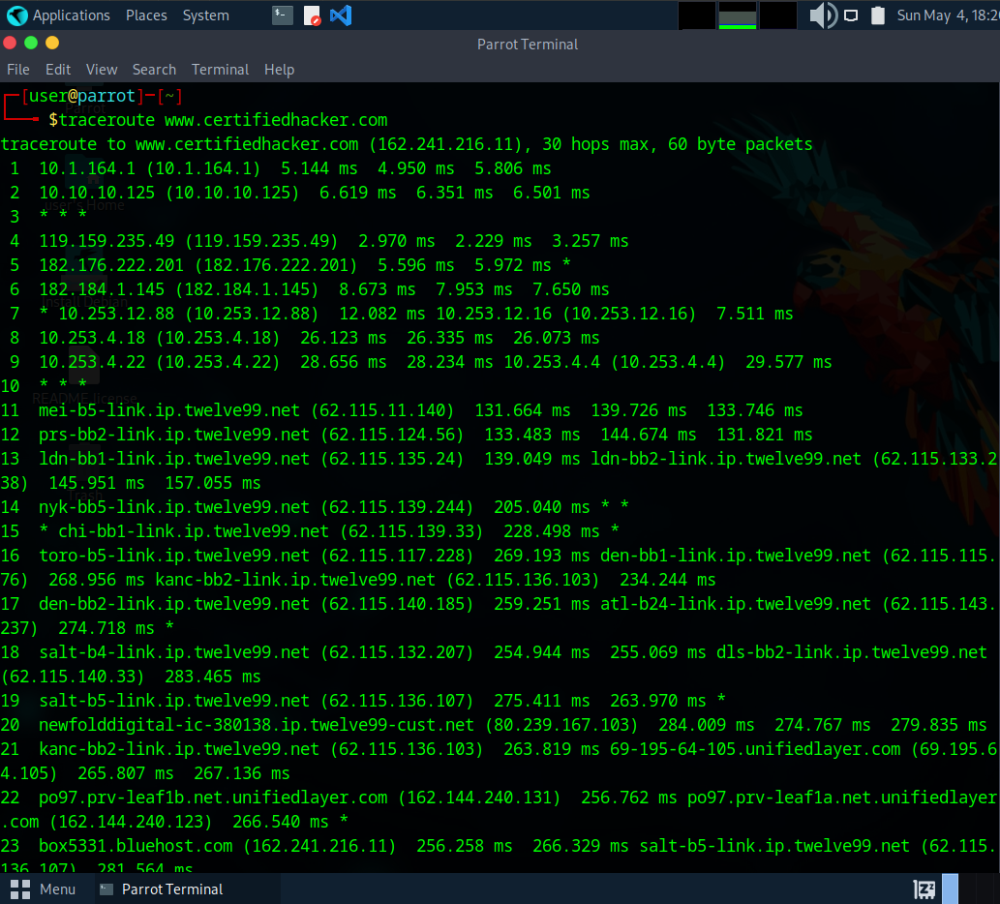 Applications Places System Sun May 4, 18:20
Parrot Terminal
File Edit View Search Terminal Help
[user@parrot]─[~]
$traceroute www.certifiedhacker.com
traceroute to www.certifiedhacker.com (162.241.216.11), 30 hops max, 60 byte packets
1 10.1.164.1 (10.1.164.1) 5.144 ms 4.950 ms 5.806 ms
2 10.10.10.125 (10.10.10.125) 6.619 ms 6.351 ms 6.501 ms
user's Home
3 * * *
4 119.159.235.49 (119.159.235.49) 2.970 ms 2.229 ms 3.257 ms
5 182.176.222.201 (182.176.222.201) 5.596 ms 5.972 ms *
6 182.184.1.145 (182.184.1.145) 8.673 ms 7.953 ms 7.650 ms
Install Debian
7 * 10.253.12.88 (10.253.12.88) 12.082 ms 10.253.12.16 (10.253.12.16) 7.511 ms
8 10.253.4.18 (10.253.4.18) 26.123 ms 26.335 ms 26.073 ms
9 10.253.4.22 (10.253.4.22) 28.656 ms 28.234 ms 10.253.4.4 (10.253.4.4) 29.577 ms
10 * * *
README license
11 mei-b5-link.ip.twelve99.net (62.115.11.140) 131.664 ms 139.726 ms 133.746 ms
12 prs-bb2-link.ip.twelve99.net (62.115.124.56) 133.483 ms 144.674 ms 131.821 ms
13 ldn-bb1-link.ip.twelve99.net (62.115.135.24) 139.049 ms ldn-bb2-link.ip.twelve99.net (62.115.133.2
38) 145.951 ms 157.055 ms
14 nyk-bb5-link.ip.twelve99.net (62.115.139.244) 205.040 ms * *
15 * chi-bb1-link.ip.twelve99.net (62.115.139.33) 228.498 ms *
16 toro-b5-link.ip.twelve99.net (62.115.117.228) 269.193 ms den-bb1-link.ip.twelve99.net (62.115.115.
76) 268.956 ms kanc-bb2-link.ip.twelve99.net (62.115.136.103) 234.244 ms
17 den-bb2-link.ip.twelve99.net (62.115.140.185) 259.251 ms atl-b24-link.ip.twelve99.net (62.115.143.
237) 274.718 ms *
18 salt-b4-link.ip.twelve99.net (62.115.132.207) 254.944 ms 255.069 ms dls-bb2-link.ip.twelve99.net
(62.115.140.33) 283.465 ms
19 salt-b5-link.ip.twelve99.net (62.115.136.107) 275.411 ms 263.970 ms *
20 newfolddigital-ic-380138.ip.twelve99-cust.net (80.239.167.103) 284.009 ms 274.767 ms 279.835 ms
21 kanc-bb2-link.ip.twelve99.net (62.115.136.103) 263.819 ms 69-195-64-105.unifiedlayer.com (69.195.6
4.105) 265.807 ms 267.136 ms
22 po97.prv-leaf1b.net.unifiedlayer.com (162.144.240.131) 256.762 ms po97.prv-leaf1a.net.unifiedlayer
.com (162.144.240.123) 266.540 ms *
23 box5331.bluehost.com (162.241.216.11) 256.258 ms 266.329 ms salt-b5-link.ip.twelve99.net (62.115.
136.107) 281.564 ms
Menu Parrot Terminal